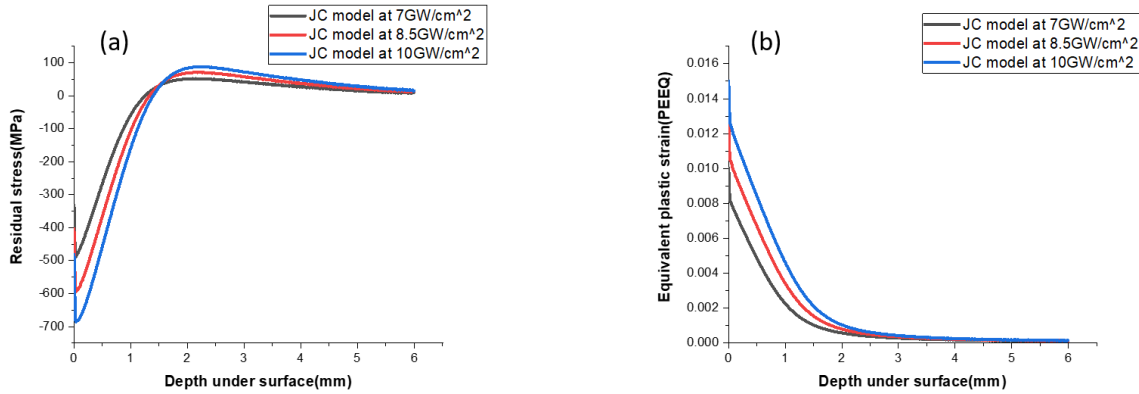 (a)
JC model at 7GW/cm^2
JC model at 8.5GW/cm^2
JC model at 10GW/cm^2
100
0
-100
-200
-300
-400
-500
-600
-700
Residual stress(MPa)
0 1 2 3 4 5 6
Depth under surface(mm)
(b)
JC model at 7GW/cm^2
JC model at 8.5GW/cm^2
JC model at 10GW/cm^2
0.016
0.014
0.012
0.010
0.008
0.006
0.004
0.002
0.000
Equivalent plastic strain(PEEQ)
0 1 2 3 4 5 6
Depth under surface(mm)